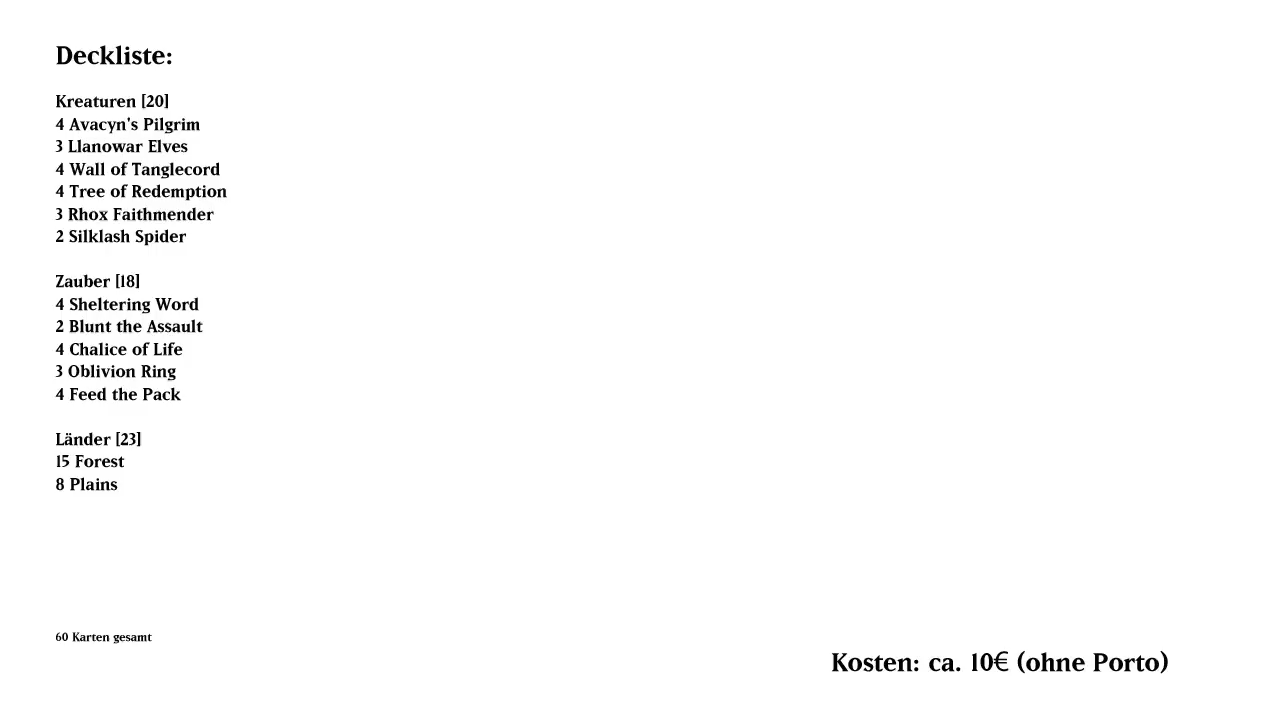 Deckliste:
Kreaturen [20]
4 Avacyn's Pilgrim
3 Llanowar Elves
4 Wall of Tanglecord
4 Tree of Redemption
3 Rhox Faithmender
2 Silklash Spider
Zauber [18]
4 Sheltering Word
2 Blunt the Assault
4 Chalice of Life
3 Oblivion Ring
4 Feed the Pack
Länder [23]
15 Forest
8 Plains
60 Karten gesamt
Kosten: ca. 10€ (ohne Porto)